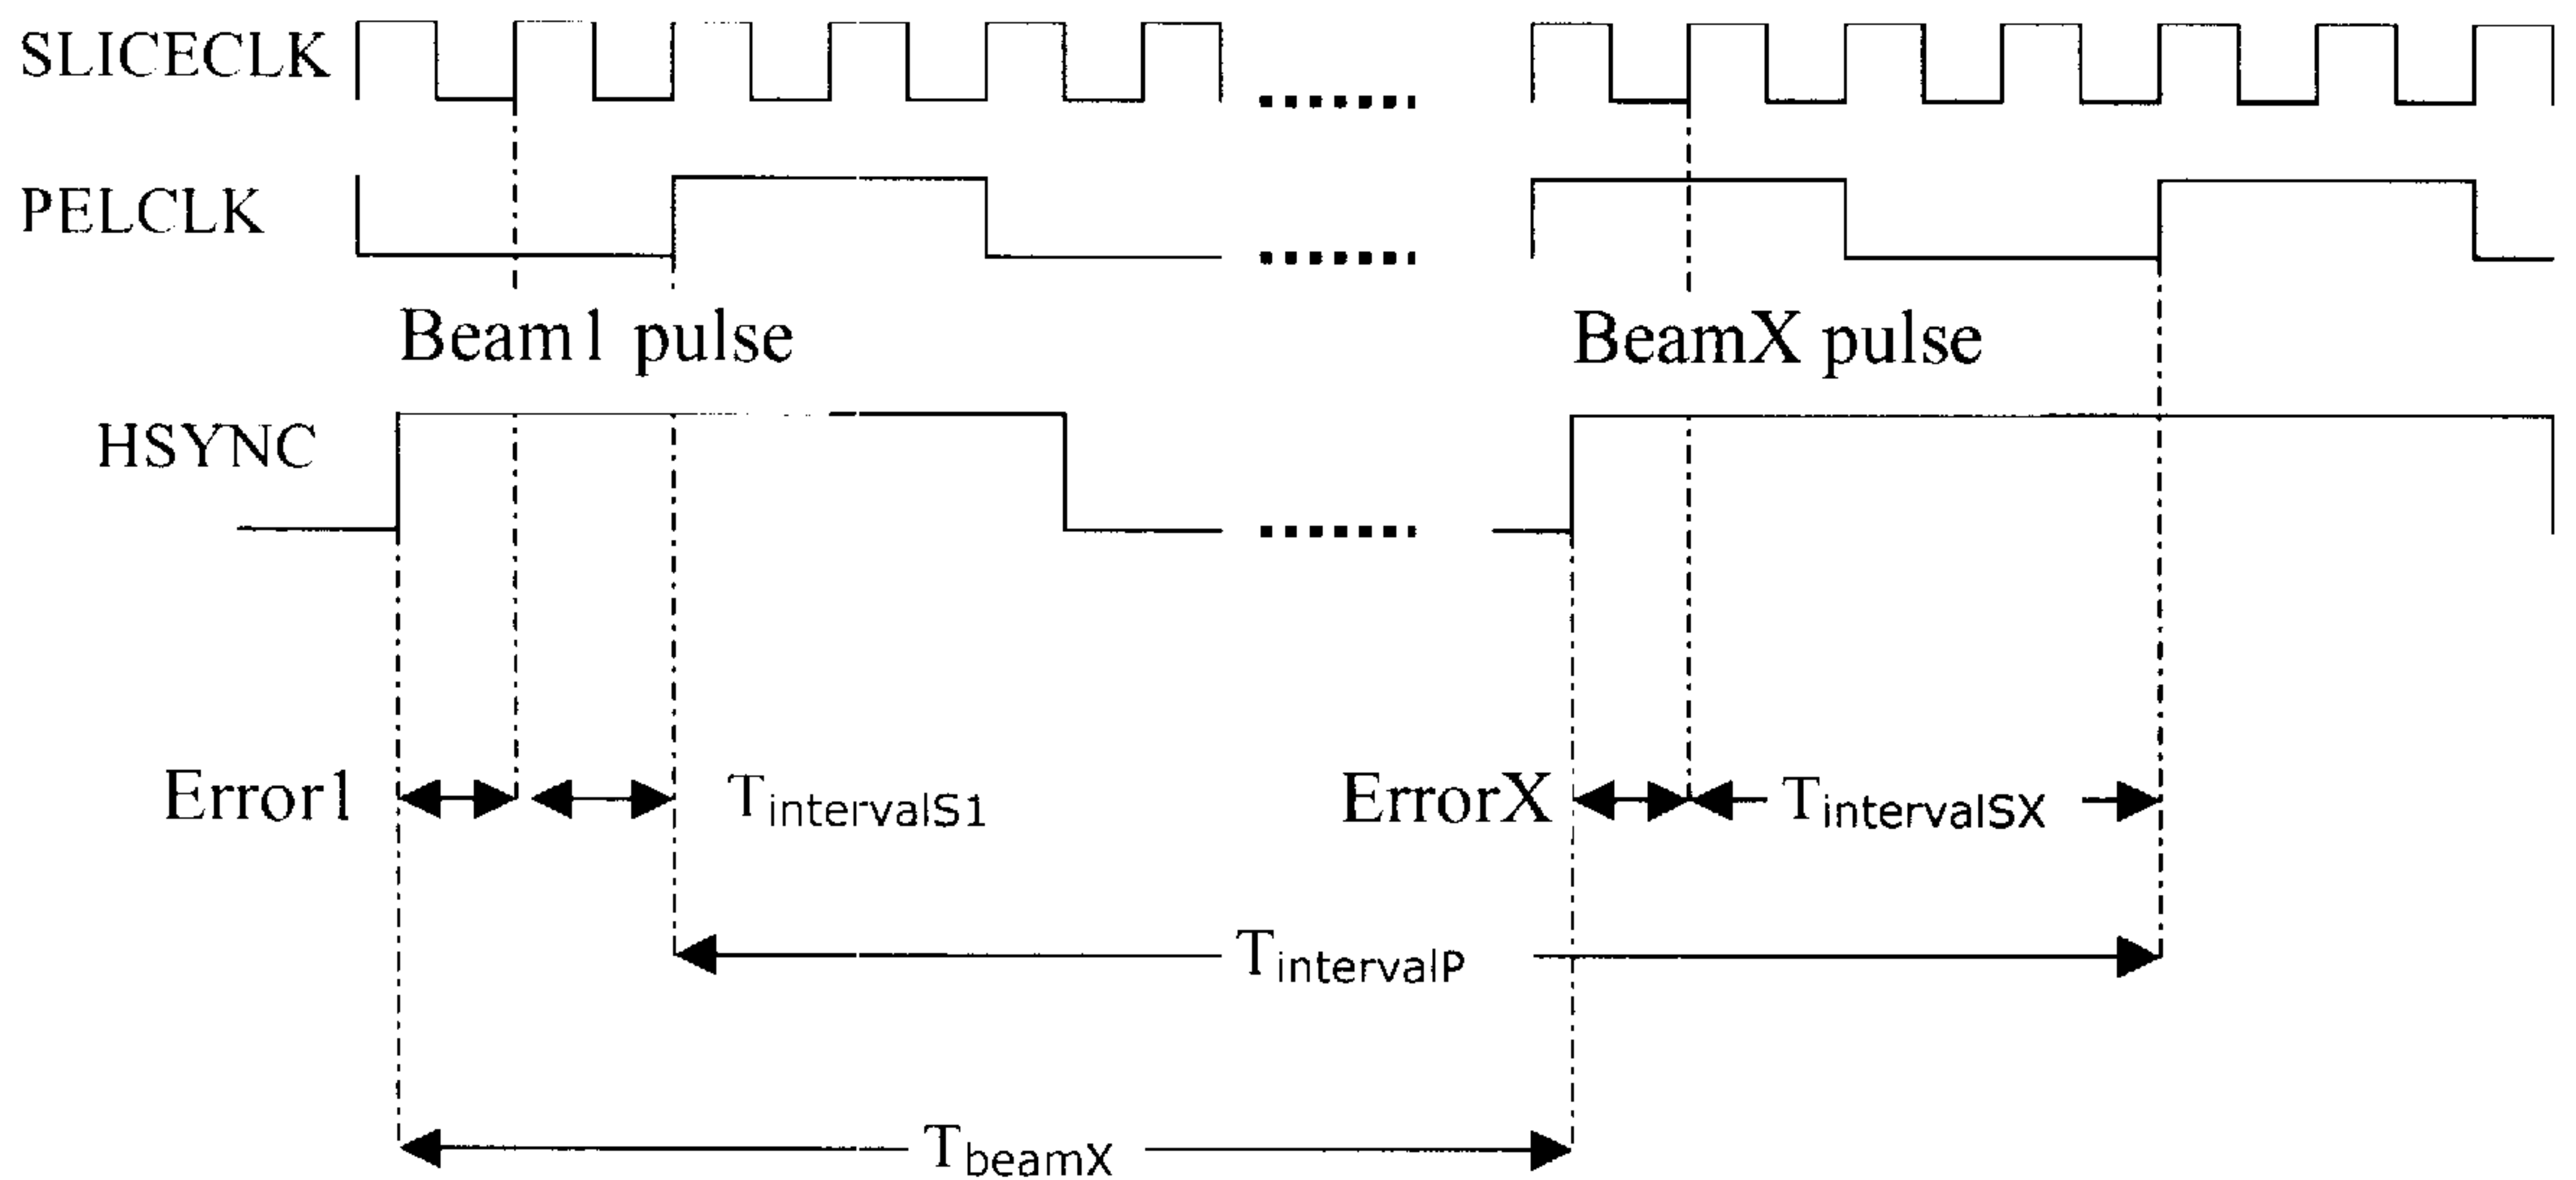 SLICECLK
PELCLK
Beam1 pulse BeamX pulse
HSYNC
Error1 TintervalS1 ErrorX TintervalSX
TintervalP
TbeamX